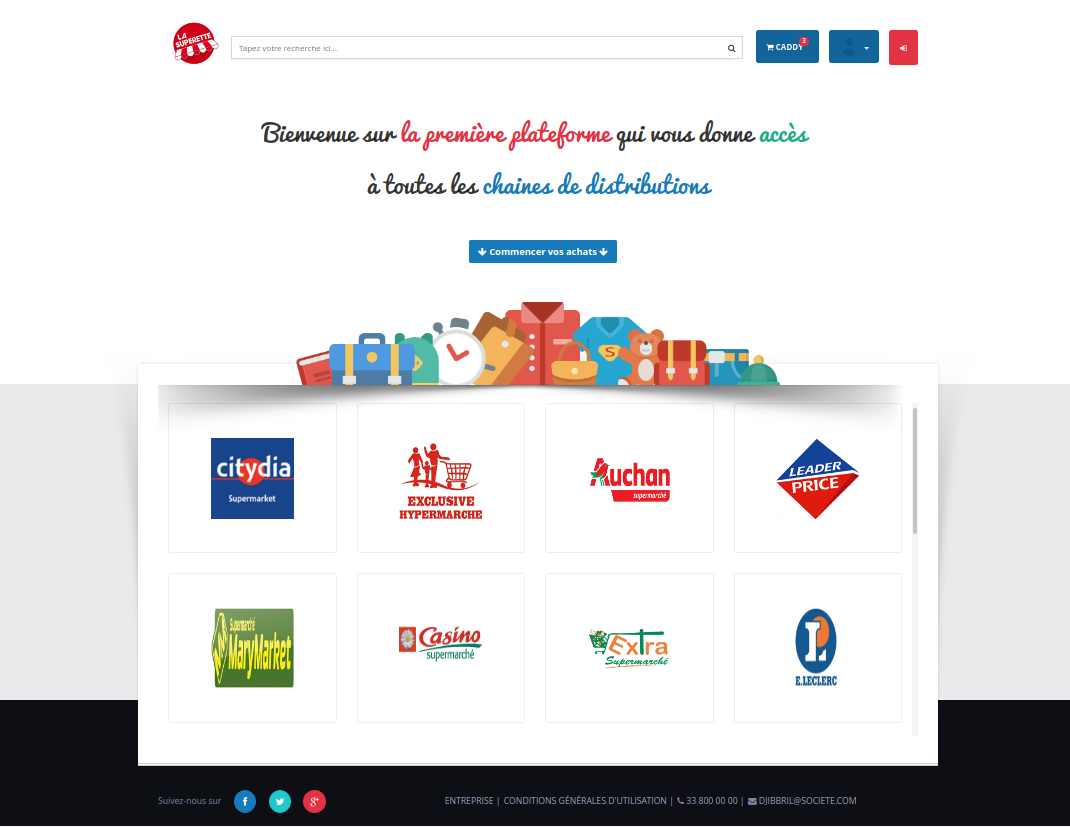 LA
SUPERETTE
Tapez votre recherche ici...
CADDY
3
Bienvenue sur la première plateforme qui vous donne accès
à toutes les chaines de distributions
Commencer vos achats
S
citydia
Supermarket
EXCLUSIVE
HYPERMARCHE
Auchan
supermarché
LEADER
PRICE
Supermarché
MaryMarket
Casino
supermarché
Extra
Supermarché
L
E.LECLERC
Suivez-nous sur
ENTREPRISE | CONDITIONS GÉNÉRALES D'UTILISATION | 33 800 00 00 | DJIBBRIL@SOCIETE.COM